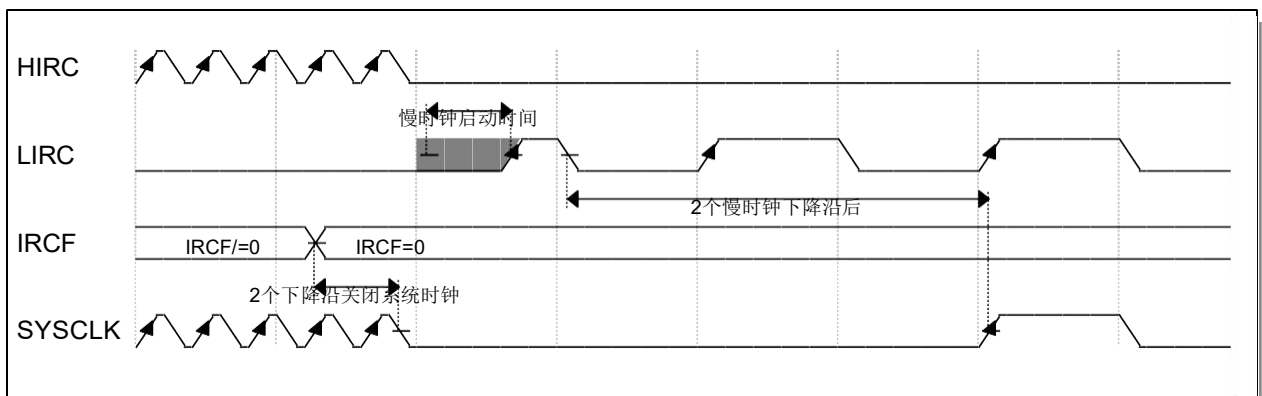 HIRC
慢时钟启动时间
LIRC
2个慢时钟下降沿后
IRCF
IRCF/=0
IRCF=0
2个下降沿关闭系统时钟
SYSCLK